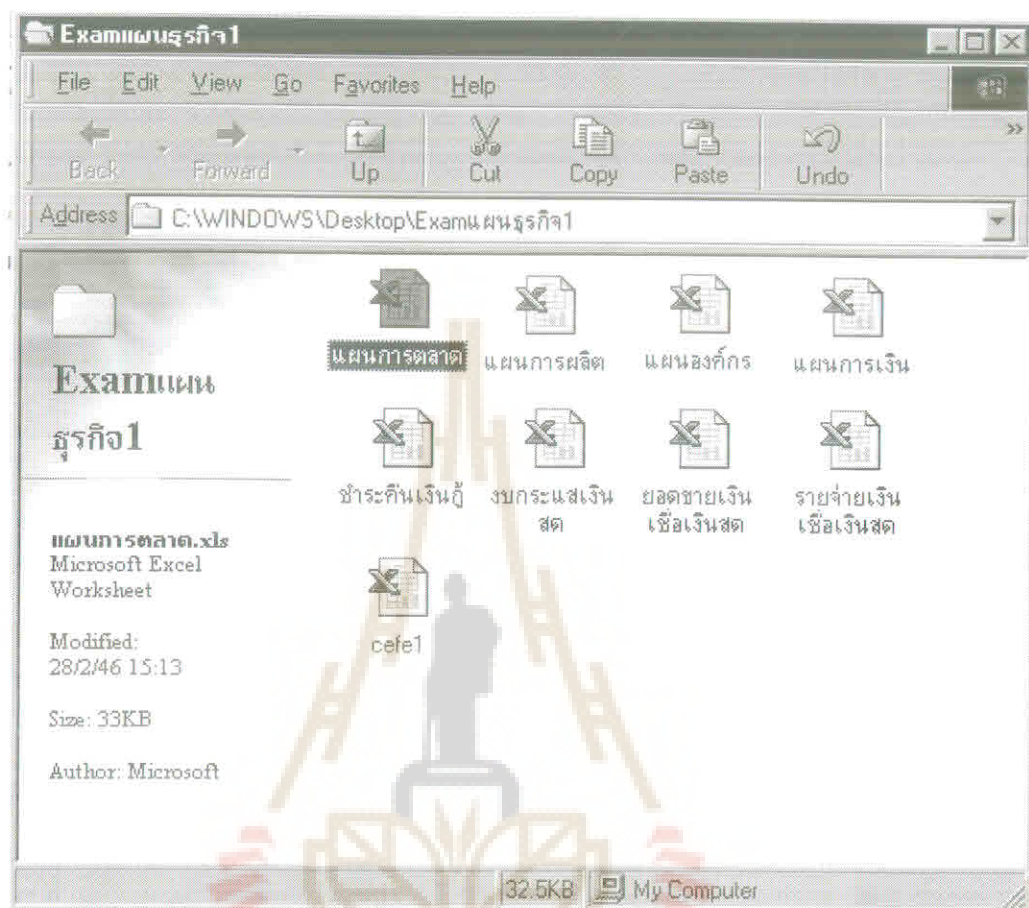 Examแผนธุรกิจ1
File Edit View Go Favorites Help
Back Forward Up Cut Copy Paste Undo
Address C:\WINDOWS\Desktop\Examแผนธุรกิจ1
Examแผน
ธุรกิจ1
แผนการตลาด.xls
Microsoft Excel
Worksheet
Modified:
28/2/46 15:13
Size: 33KB
Author: Microsoft
แผนการตลาด แผนการผลิต แผนองค์กร แผนการเงิน
ชำระคืนเงินกู้ งบกระแสเงิน ยอดขายเงิน รายจ่ายเงิน
สด เชื่อเงินสด เชื่อเงินสด
cefe1
32.5KB My Computer